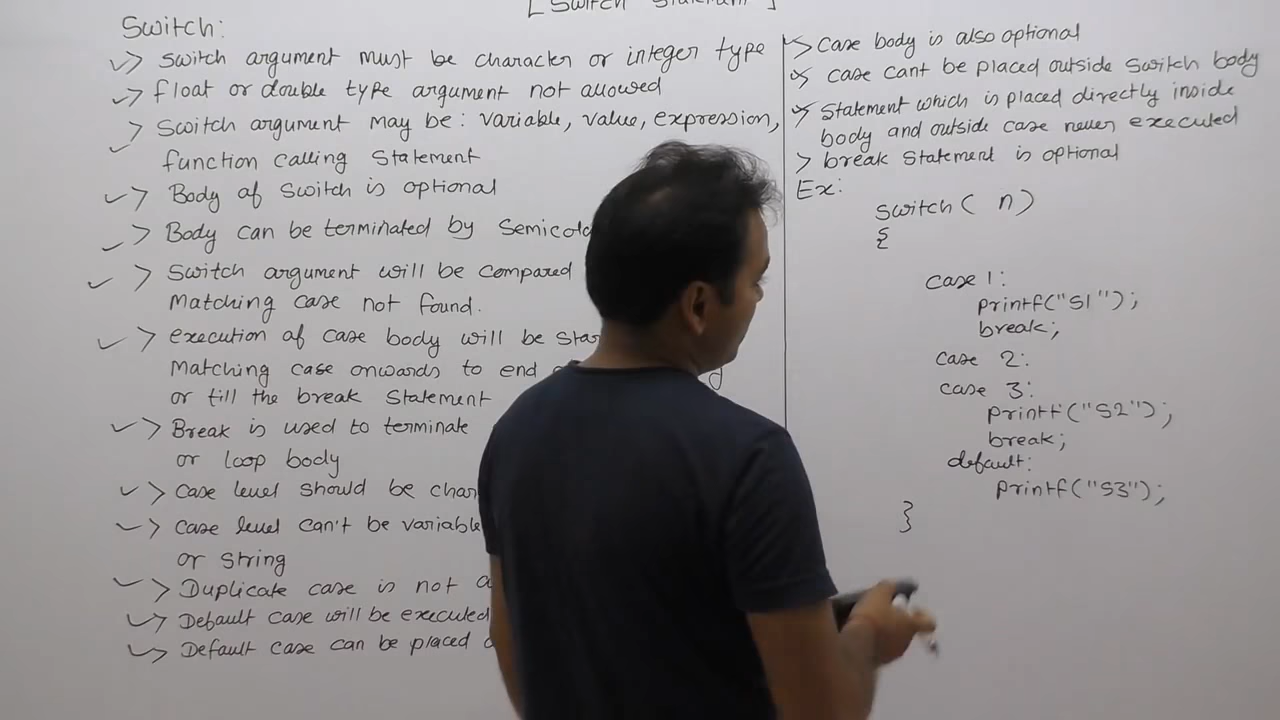 [ Switch Statement ]
Switch:
> Switch argument must be character or integer type
> float or double type argument not allowed
> Switch argument may be: variable, value, expression,
function calling Statement
> Body of Switch is optional
> Body can be terminated by
> Switch argument will be compared
Matching case not found.
> execution of case body will be
Matching case onwards to end
or till the break Statement
> Break is used to terminate
or loop body
> Case level should be
> Case level can't be variable
or string
> Duplicate case is not
> Default case will be executed
> Default case can be placed
> Case body is also optional
> case cant be placed outside switch body
> Statement which is placed directly inside
body and outside case never executed
> break Statement is optional
Ex:
Switch( n)
{
case 1:
printf("S1");
break;
case 2:
case 3:
printf("S2");
break;
default:
printf("S3");
}